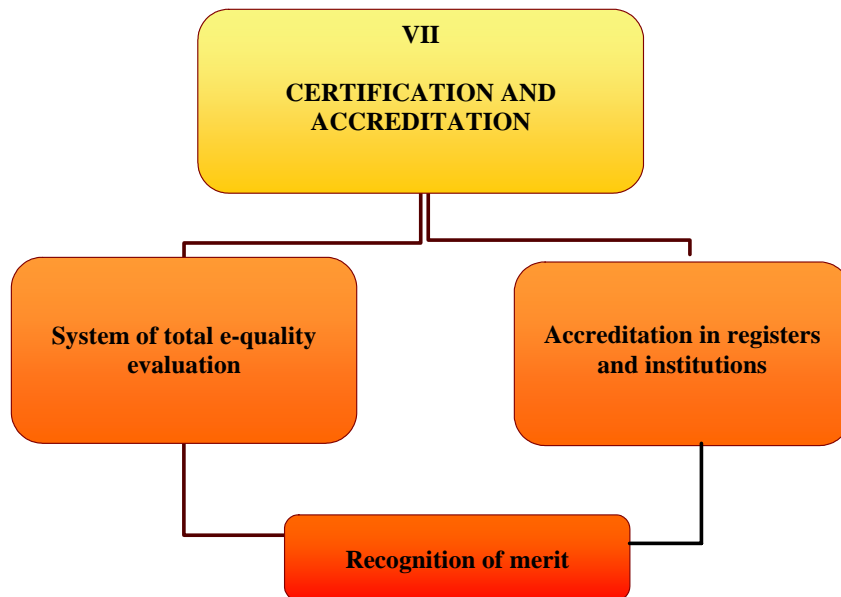 VII
CERTIFICATION AND
ACCREDITATION
System of total e-quality
evaluation
Accreditation in registers
and institutions
Recognition of merit